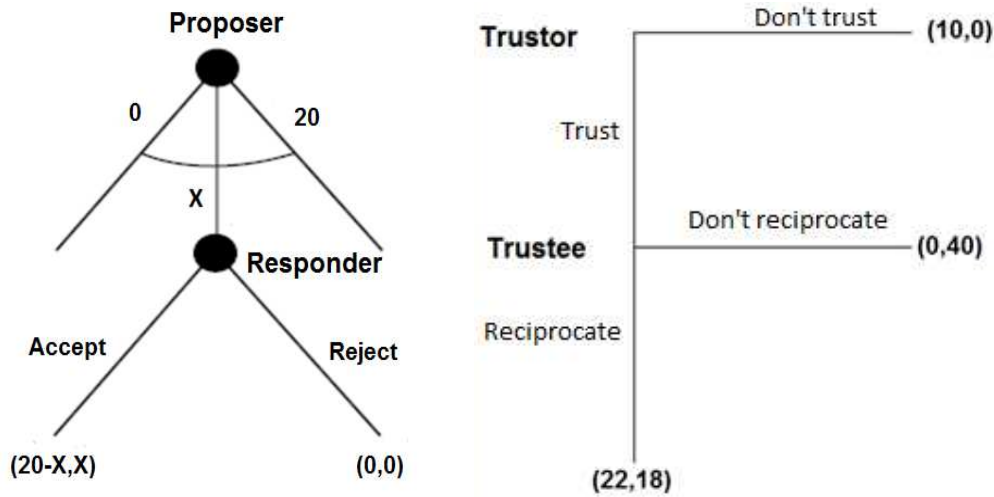 Proposer
0
20
X
Responder
Accept
Reject
(20-X,X)
(0,0)
Don't trust
Trustor
(10,0)
Trust
Don't reciprocate
Trustee
(0,40)
Reciprocate
(22,18)